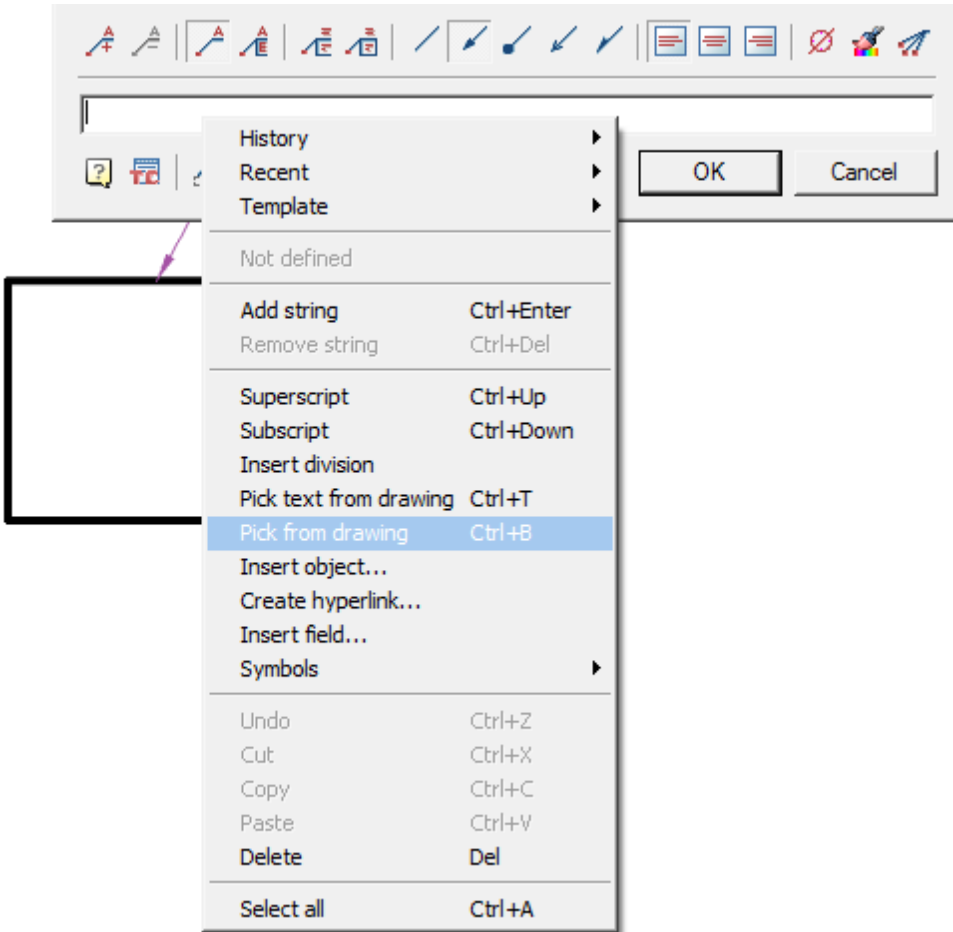 OK Cancel
History
Recent
Template
Not defined
Add string Ctrl+Enter
Remove string Ctrl+Del
Superscript Ctrl+Up
Subscript Ctrl+Down
Insert division
Pick text from drawing Ctrl+T
Pick from drawing Ctrl+B
Insert object...
Create hyperlink...
Insert field...
Symbols
Undo Ctrl+Z
Cut Ctrl+X
Copy Ctrl+C
Paste Ctrl+V
Delete Del
Select all Ctrl+A